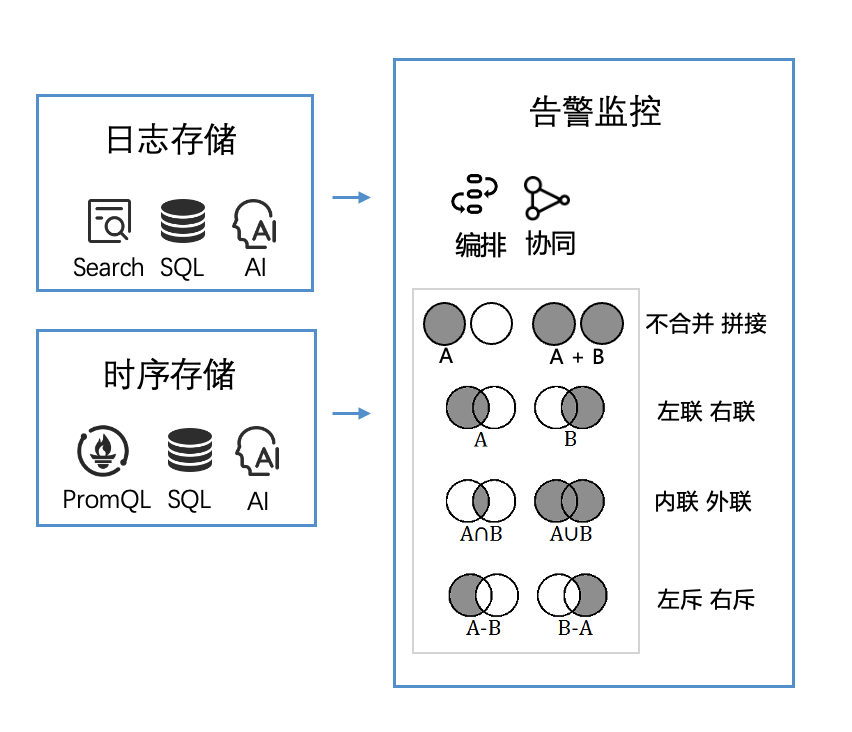 日志存储
Search SQL AI
时序存储
PromQL SQL AI
告警监控
编排 协同
A A + B 不合并 拼接
A B 左联 右联
A∩B A∪B 内联 外联
A-B B-A 左斥 右斥